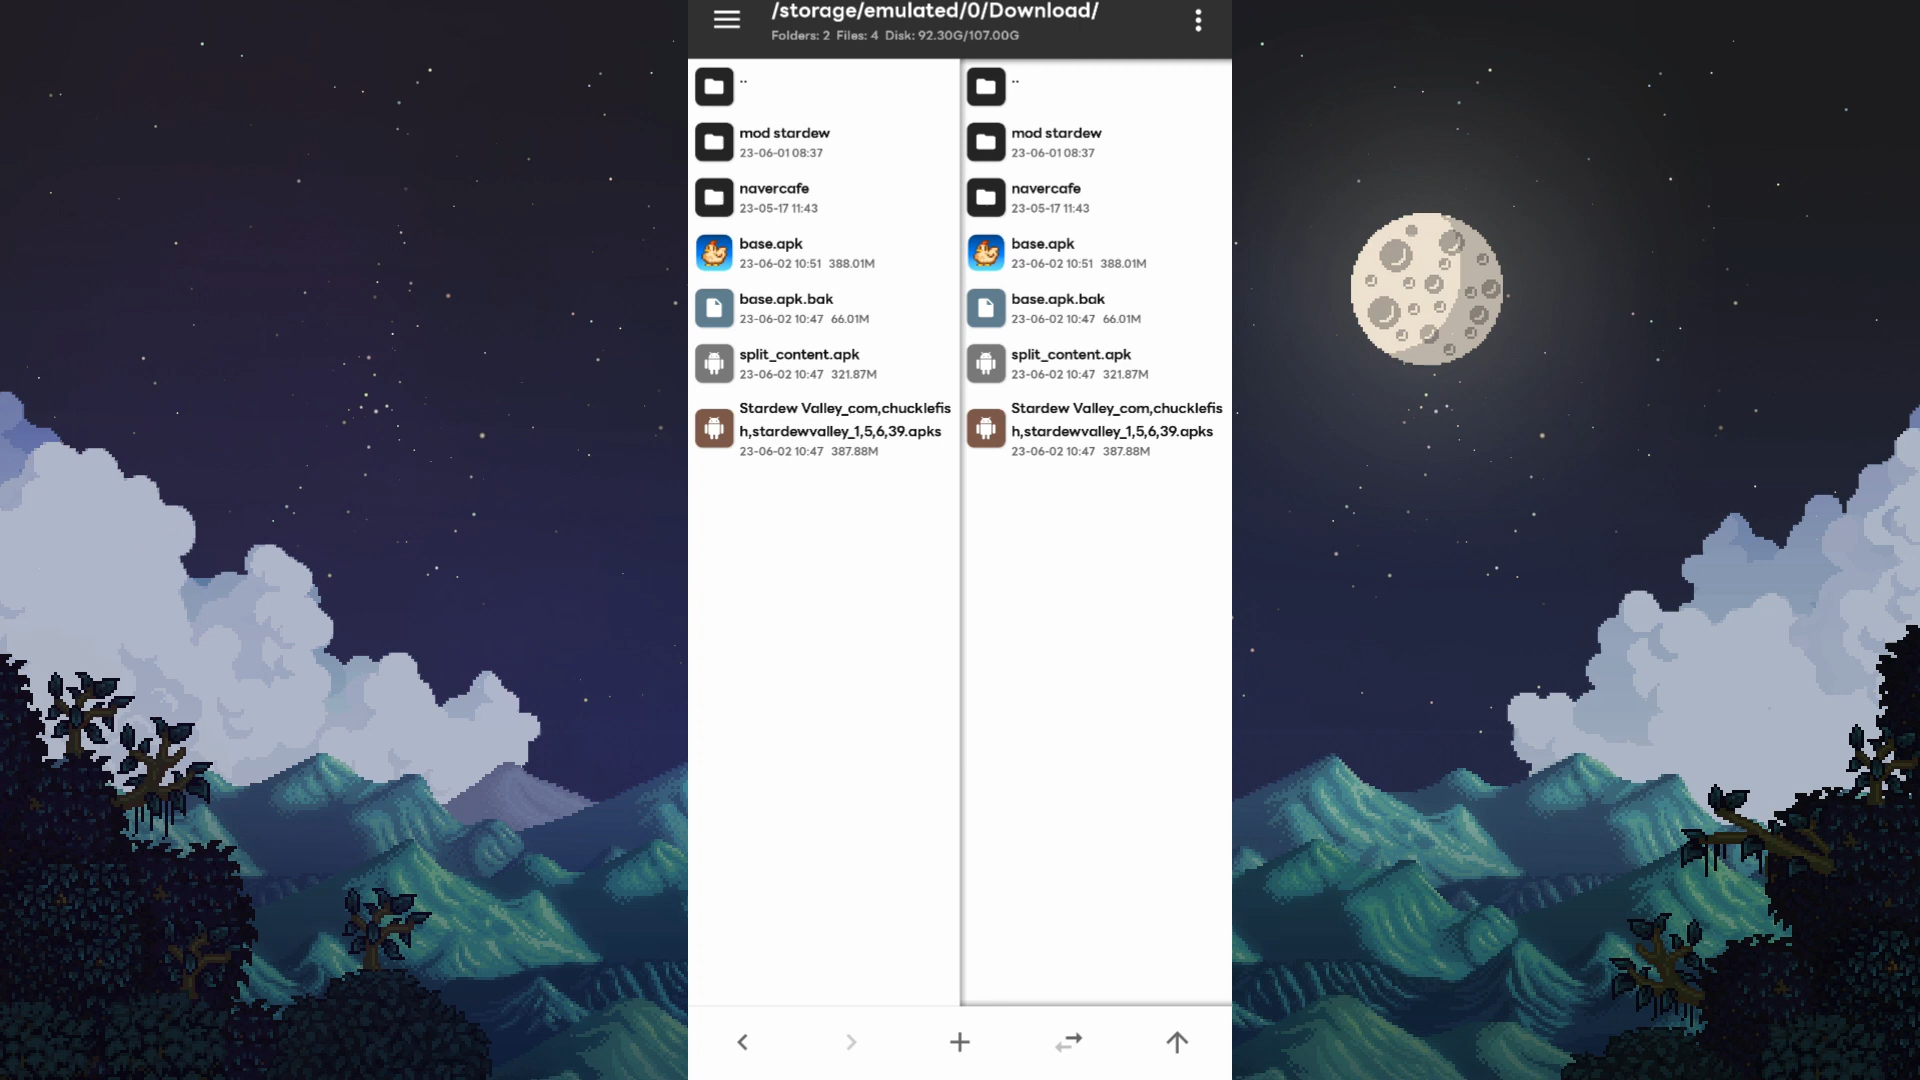 /storage/emulated/0/Download/
Folders: 2 Files: 4 Disk: 92.30G/107.00G
..
mod stardew
23-06-01 08:37
navercafe
23-05-17 11:43
base.apk
23-06-02 10:51 388.01M
base.apk.bak
23-06-02 10:47 66.01M
split_content.apk
23-06-02 10:47 321.87M
Stardew Valley_com,chucklefis
h,stardewvalley_1,5,6,39.apks
23-06-02 10:47 387.88M
..
mod stardew
23-06-01 08:37
navercafe
23-05-17 11:43
base.apk
23-06-02 10:51 388.01M
base.apk.bak
23-06-02 10:47 66.01M
split_content.apk
23-06-02 10:47 321.87M
Stardew Valley_com,chucklefis
h,stardewvalley_1,5,6,39.apks
23-06-02 10:47 387.88M